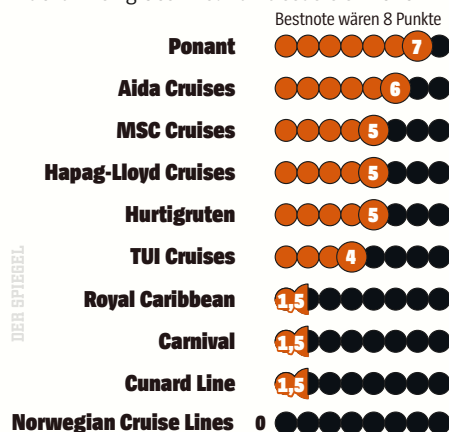 Bestnote wären 8 Punkte
Ponant 7
Aida Cruises 6
MSC Cruises 5
Hapag-Lloyd Cruises 5
Hurtigruten 5
TUI Cruises 4
Royal Caribbean 1,5
Carnival 1,5
Cunard Line 1,5
Norwegian Cruise Lines 0
DER SPIEGEL